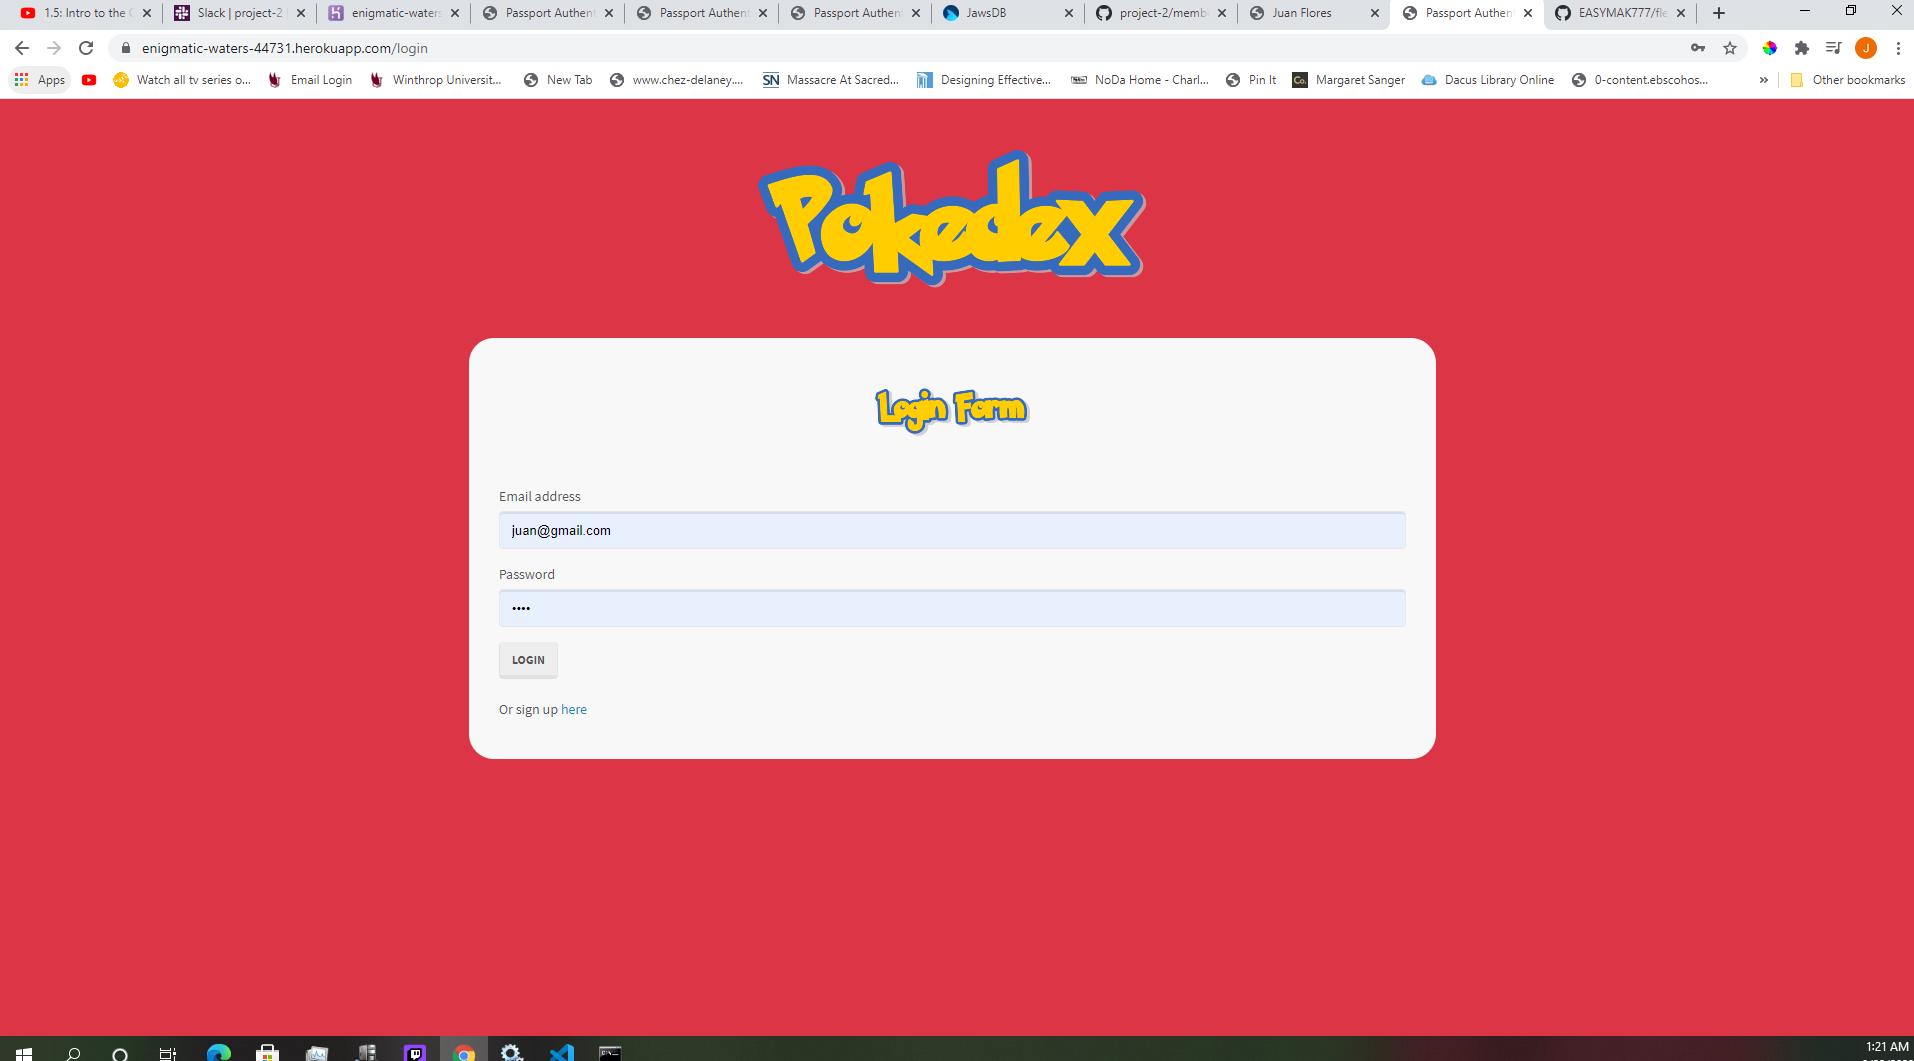 1.5: Intro to the
Slack | project-2
enigmatic-waters
Passport Authent
Passport Authent
Passport Authent
JawsDB
project-2/memb
Juan Flores
Passport Authent
EASYMAK777/fle
enigmatic-waters-44731.herokuapp.com/login
J
Apps
Watch all tv series o...
Email Login
Winthrop Universit...
New Tab
www.chez-delaney....
SN
Massacre At Sacred...
Designing Effective...
NoDa Home - Charl...
Pin It
Co.
Margaret Sanger
Dacus Library Online
0-content.ebscohos...
»
Other bookmarks
Pokedex
Login Form
Email address
juan@gmail.com
Password
••••
LOGIN
Or sign up here
1:21 AM